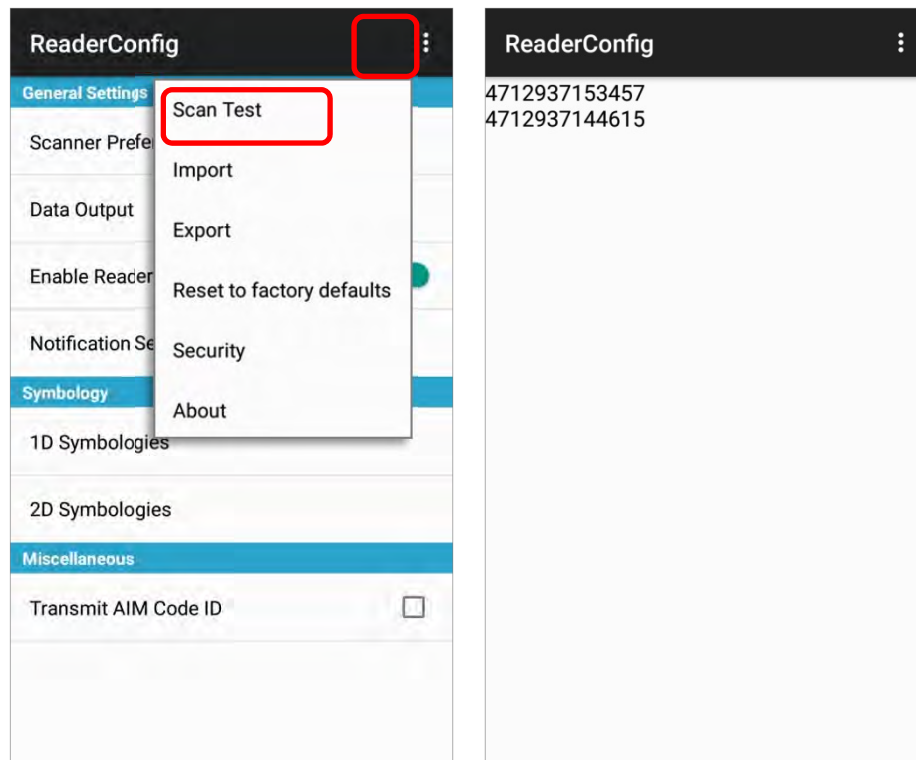 ReaderConfig
General Settings
Scan Test
Scanner Prefe
Import
Data Output
Export
Enable Reader
Reset to factory defaults
Notification Se
Security
Symbology
About
1D Symbologies
2D Symbologies
Miscellaneous
Transmit AIM Code ID
ReaderConfig
4712937153457
4712937144615